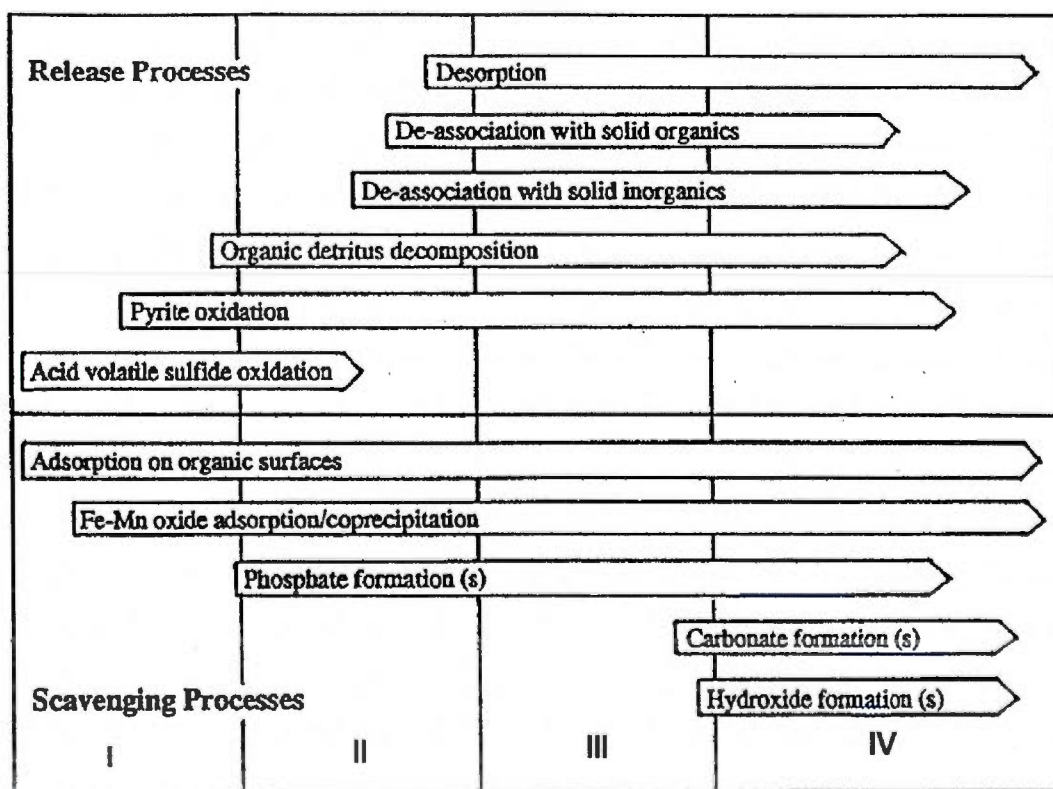 Release Processes
Desorption
De-association with solid organics
De-association with solid inorganics
Organic detritus decomposition
Pyrite oxidation
Acid volatile sulfide oxidation
Adsorption on organic surfaces
Fe-Mn oxide adsorption/coprecipitation
Phosphate formation (s)
Carbonate formation (s)
Hydroxide formation (s)
Scavenging Processes
I
II
III
IV